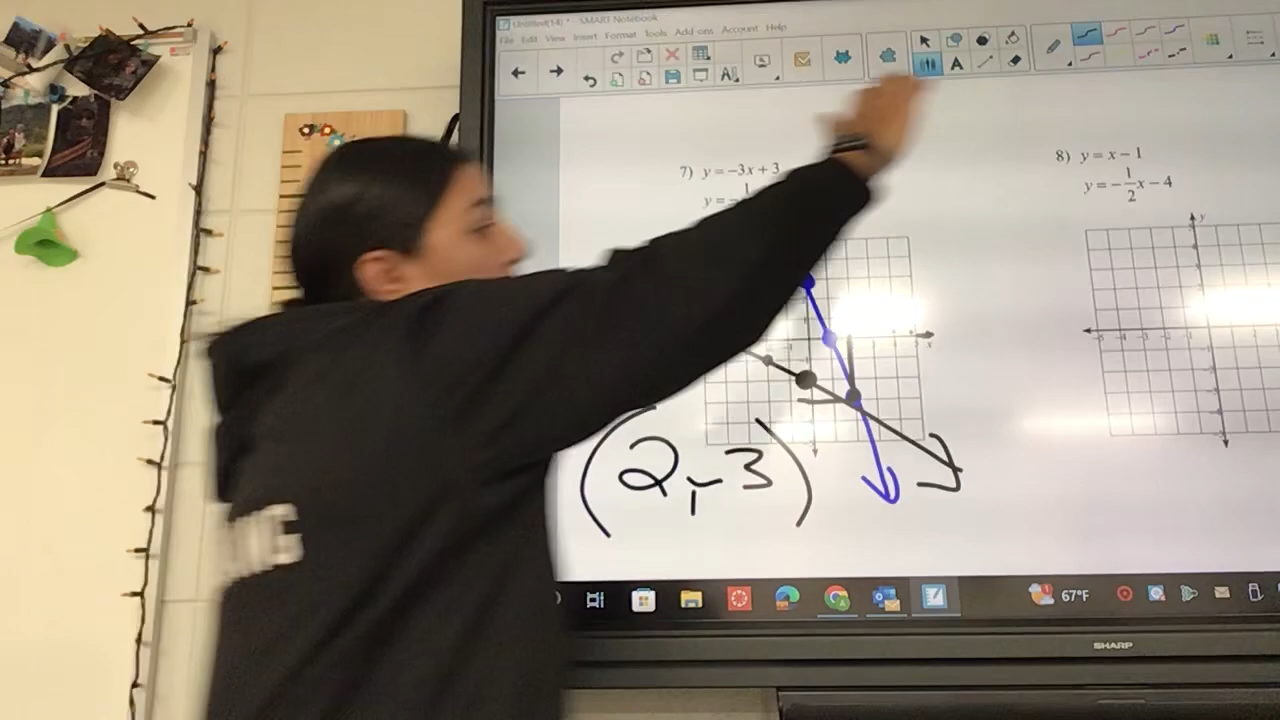 Untitled(14) * SMART Notebook
File Edit View Insert Format Tools Add-ons Account Help
7) y = -3x + 3
y = -
1
8) y = x - 1
y = -1/2x - 4
(2, -3)
67°F
SHARP